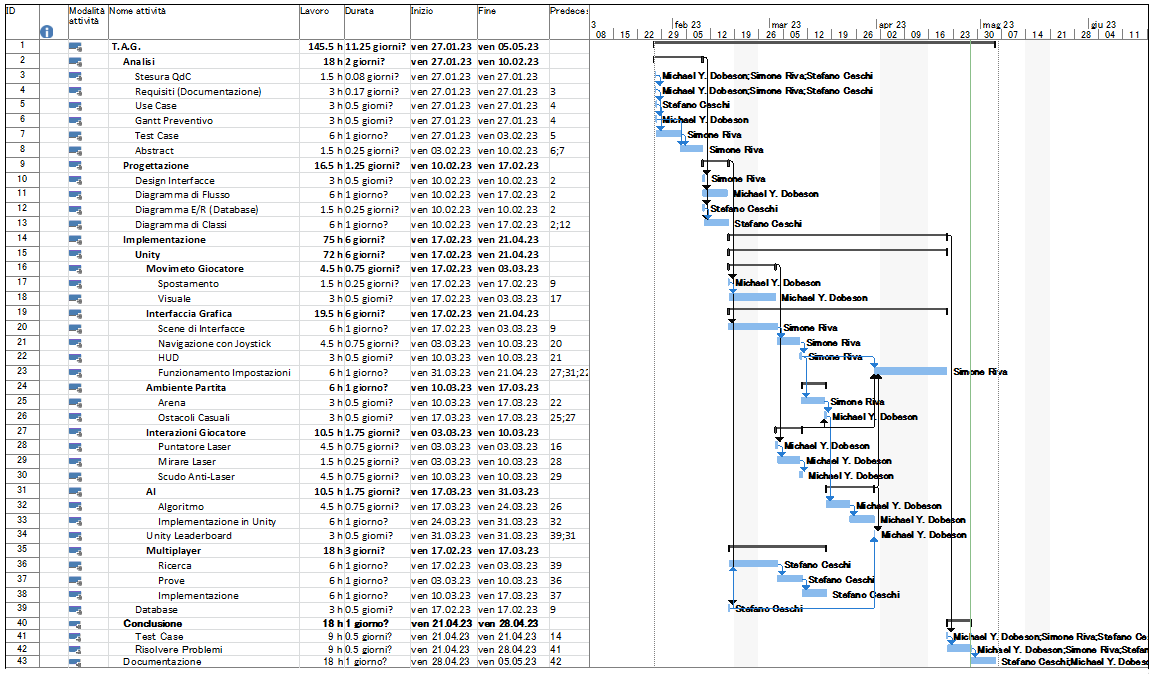 ID Modalità attività Nome attività Lavoro Durata Inizio Fine Predeces
3 feb 23 mar 23 apr 23 mag 23 giu 23
08 15 22 29 05 12 19 26 05 12 19 26 02 09 16 23 30 07 14 21 28 04 11
1 T.A.G. 145.5 h 11.25 giorni? ven 27.01.23 ven 05.05.23
2 Analisi 18 h 2 giorni? ven 27.01.23 ven 10.02.23
3 Stesura QdC 1.5 h 0.08 giorni? ven 27.01.23 ven 27.01.23 Michael Y. Dobeson;Simone Riva;Stefano Ceschi
4 Requisiti (Documentazione) 3 h 0.17 giorni? ven 27.01.23 ven 27.01.23 3 Michael Y. Dobeson;Simone Riva;Stefano Ceschi
5 Use Case 3 h 0.5 giorni? ven 27.01.23 ven 27.01.23 4 Stefano Ceschi
6 Gantt Preventivo 3 h 0.5 giorni? ven 27.01.23 ven 27.01.23 4 Michael Y. Dobeson
7 Test Case 6 h 1 giorno? ven 27.01.23 ven 03.02.23 5 Simone Riva
8 Abstract 1.5 h 0.25 giorni? ven 03.02.23 ven 10.02.23 6;7 Simone Riva
9 Progettazione 16.5 h 1.25 giorni? ven 10.02.23 ven 17.02.23
10 Design Interfacce 3 h 0.5 giorni? ven 10.02.23 ven 10.02.23 2 Simone Riva
11 Diagramma di Flusso 6 h 1 giorno? ven 10.02.23 ven 17.02.23 2 Michael Y. Dobeson
12 Diagramma E/R (Database) 1.5 h 0.25 giorni? ven 10.02.23 ven 10.02.23 2 Stefano Ceschi
13 Diagramma di Classi 6 h 1 giorno? ven 10.02.23 ven 17.02.23 2;12 Stefano Ceschi
14 Implementazione 75 h 6 giorni? ven 17.02.23 ven 21.04.23
15 Unity 72 h 6 giorni? ven 17.02.23 ven 21.04.23
16 Movimeto Giocatore 4.5 h 0.75 giorni? ven 17.02.23 ven 03.03.23
17 Spostamento 1.5 h 0.25 giorni? ven 17.02.23 ven 17.02.23 9 Michael Y. Dobeson
18 Visuale 3 h 0.5 giorni? ven 17.02.23 ven 03.03.23 17 Michael Y. Dobeson
19 Interfaccia Grafica 19.5 h 6 giorni? ven 17.02.23 ven 21.04.23
20 Scene di Interfacce 6 h 1 giorno? ven 17.02.23 ven 03.03.23 9 Simone Riva
21 Navigazione con Joystick 4.5 h 0.75 giorni? ven 03.03.23 ven 10.03.23 20 Simone Riva
22 HUD 3 h 0.5 giorni? ven 10.03.23 ven 10.03.23 21 Simone Riva
23 Funzionamento Impostazioni 6 h 1 giorno? ven 31.03.23 ven 21.04.23 27;31;22 Simone Riva
24 Ambiente Partita 6 h 1 giorno? ven 10.03.23 ven 17.03.23
25 Arena 3 h 0.5 giorni? ven 10.03.23 ven 17.03.23 22 Simone Riva
26 Ostacoli Casuali 3 h 0.5 giorni? ven 17.03.23 ven 17.03.23 25;27 Michael Y. Dobeson
27 Interazioni Giocatore 10.5 h 1.75 giorni? ven 03.03.23 ven 10.03.23
28 Puntatore Laser 4.5 h 0.75 giorni? ven 03.03.23 ven 03.03.23 16 Michael Y. Dobeson
29 Mirare Laser 1.5 h 0.25 giorni? ven 03.03.23 ven 10.03.23 28 Michael Y. Dobeson
30 Scudo Anti-Laser 4.5 h 0.75 giorni? ven 10.03.23 ven 10.03.23 29 Michael Y. Dobeson
31 AI 10.5 h 1.75 giorni? ven 17.03.23 ven 31.03.23
32 Algoritmo 4.5 h 0.75 giorni? ven 17.03.23 ven 24.03.23 26 Michael Y. Dobeson
33 Implementazione in Unity 6 h 1 giorno? ven 24.03.23 ven 31.03.23 32 Michael Y. Dobeson
34 Unity Leaderboard 3 h 0.5 giorni? ven 31.03.23 ven 31.03.23 39;31 Michael Y. Dobeson
35 Multiplayer 18 h 3 giorni? ven 17.02.23 ven 17.03.23
36 Ricerca 6 h 1 giorno? ven 17.02.23 ven 03.03.23 39 Stefano Ceschi
37 Prove 6 h 1 giorno? ven 03.03.23 ven 10.03.23 36 Stefano Ceschi
38 Implementazione 6 h 1 giorno? ven 10.03.23 ven 17.03.23 37 Stefano Ceschi
39 Database 3 h 0.5 giorni? ven 17.02.23 ven 17.02.23 9 Stefano Ceschi
40 Conclusione 18 h 1 giorno? ven 21.04.23 ven 28.04.23
41 Test Case 9 h 0.5 giorni? ven 21.04.23 ven 21.04.23 14 Michael Y. Dobeson;Simone Riva;Stefano Ce
42 Risolvere Problemi 9 h 0.5 giorni? ven 21.04.23 ven 28.04.23 41 Michael Y. Dobeson;Simone Riva;Stefan
43 Documentazione 18 h 1 giorno? ven 28.04.23 ven 05.05.23 42 Stefano Ceschi;Michael Y. Dobes